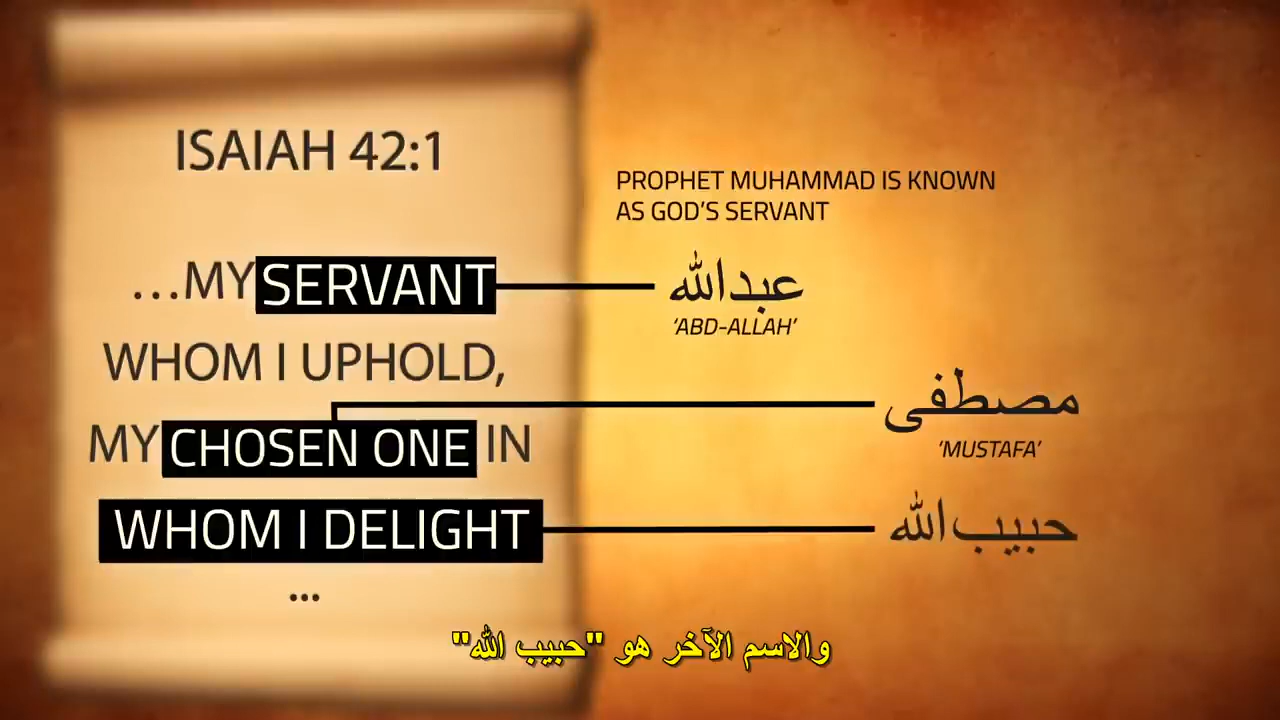 ISAIAH 42:1
...MY SERVANT
WHOM I UPHOLD,
MY CHOSEN ONE IN
WHOM I DELIGHT
...
PROPHET MUHAMMAD IS KNOWN
AS GOD'S SERVANT
عبدالله
'ABD-ALLAH'
مصطفى
'MUSTAFA'
حبيب الله
والاسم الآخر هو "حبيب الله"